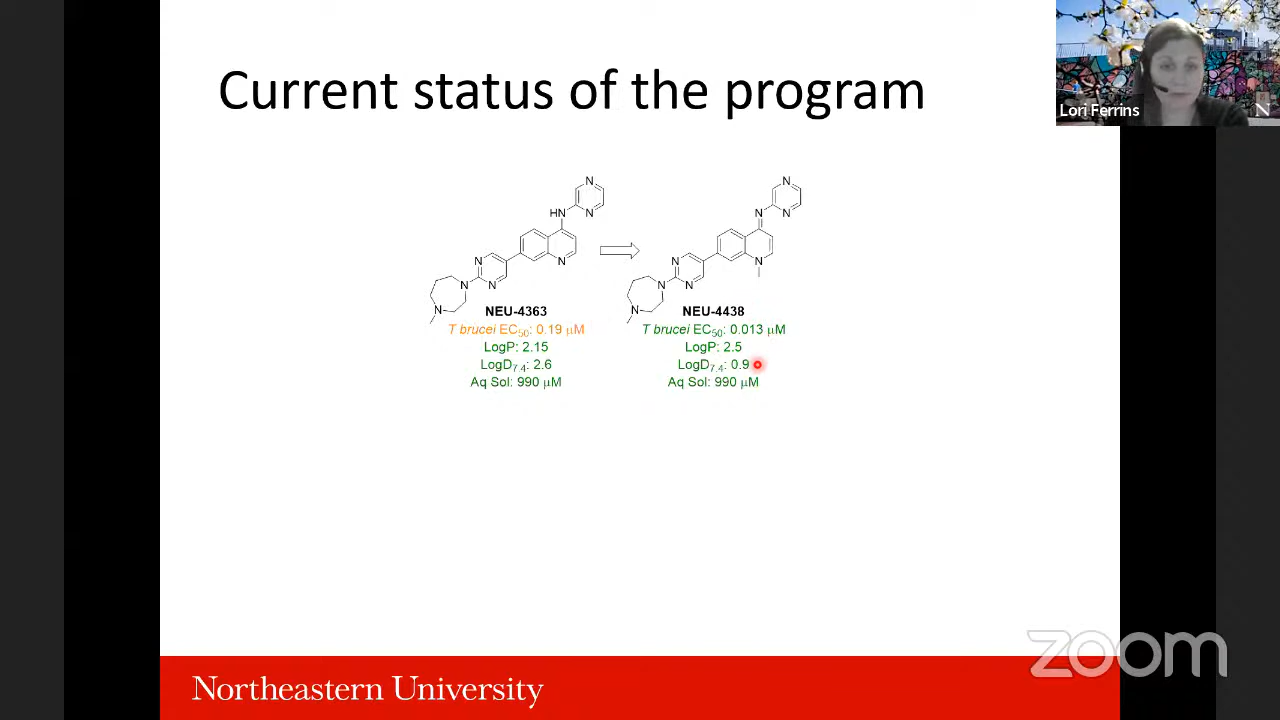 Current status of the program
Lori Ferrins
N
N
N
HN
N
N
N
N
N
N
N
N
N
N
N
N
N
N
NEU-4363
T brucei EC50: 0.19 µM
LogP: 2.15
LogD7.4: 2.6
Aq Sol: 990 µM
NEU-4438
T brucei EC50: 0.013 µM
LogP: 2.5
LogD7.4: 0.9
Aq Sol: 990 µM
zoom
Northeastern University